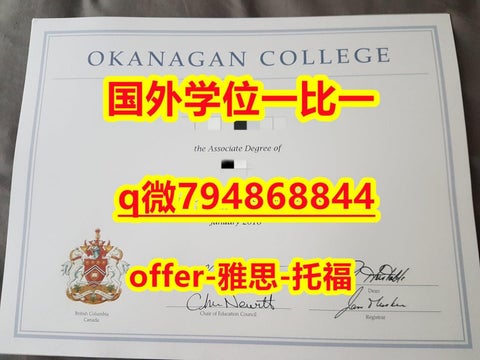 OKANAGAN COLLEGE
国外学位一比一
the Associate Degree of
q微794868844
January 2010
offer-雅思-托福
British Columbia
Canada
Chair of Education Council
Dean
Registrar